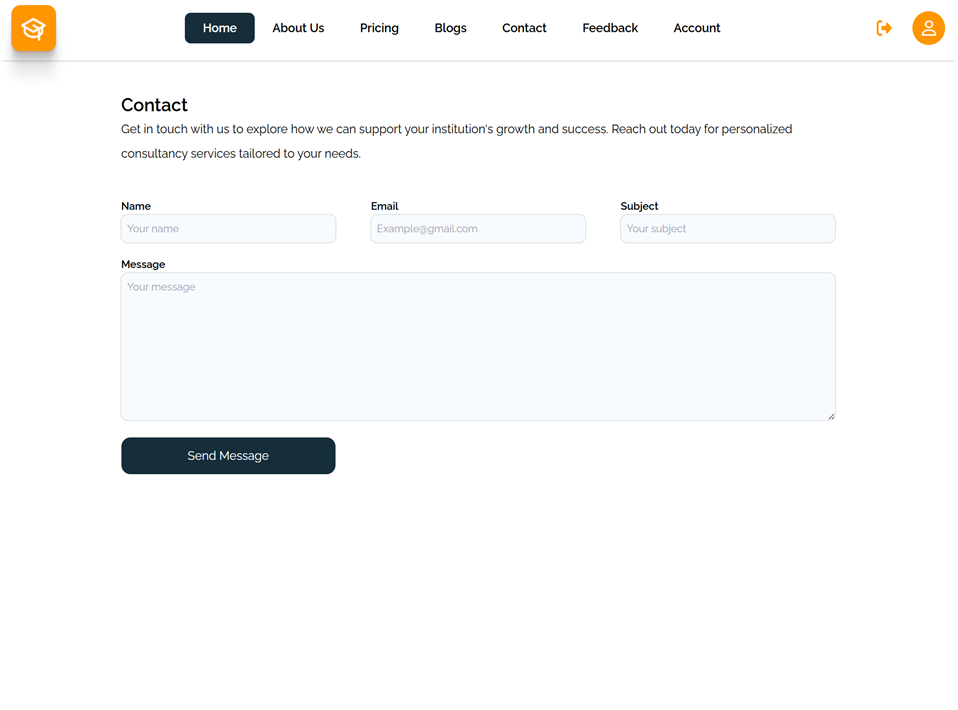 Home About Us Pricing Blogs Contact Feedback Account
Contact
Get in touch with us to explore how we can support your institution's growth and success. Reach out today for personalized
consultancy services tailored to your needs.
Name Email Subject
Your name Example@gmail.com Your subject
Message
Your message
Send Message